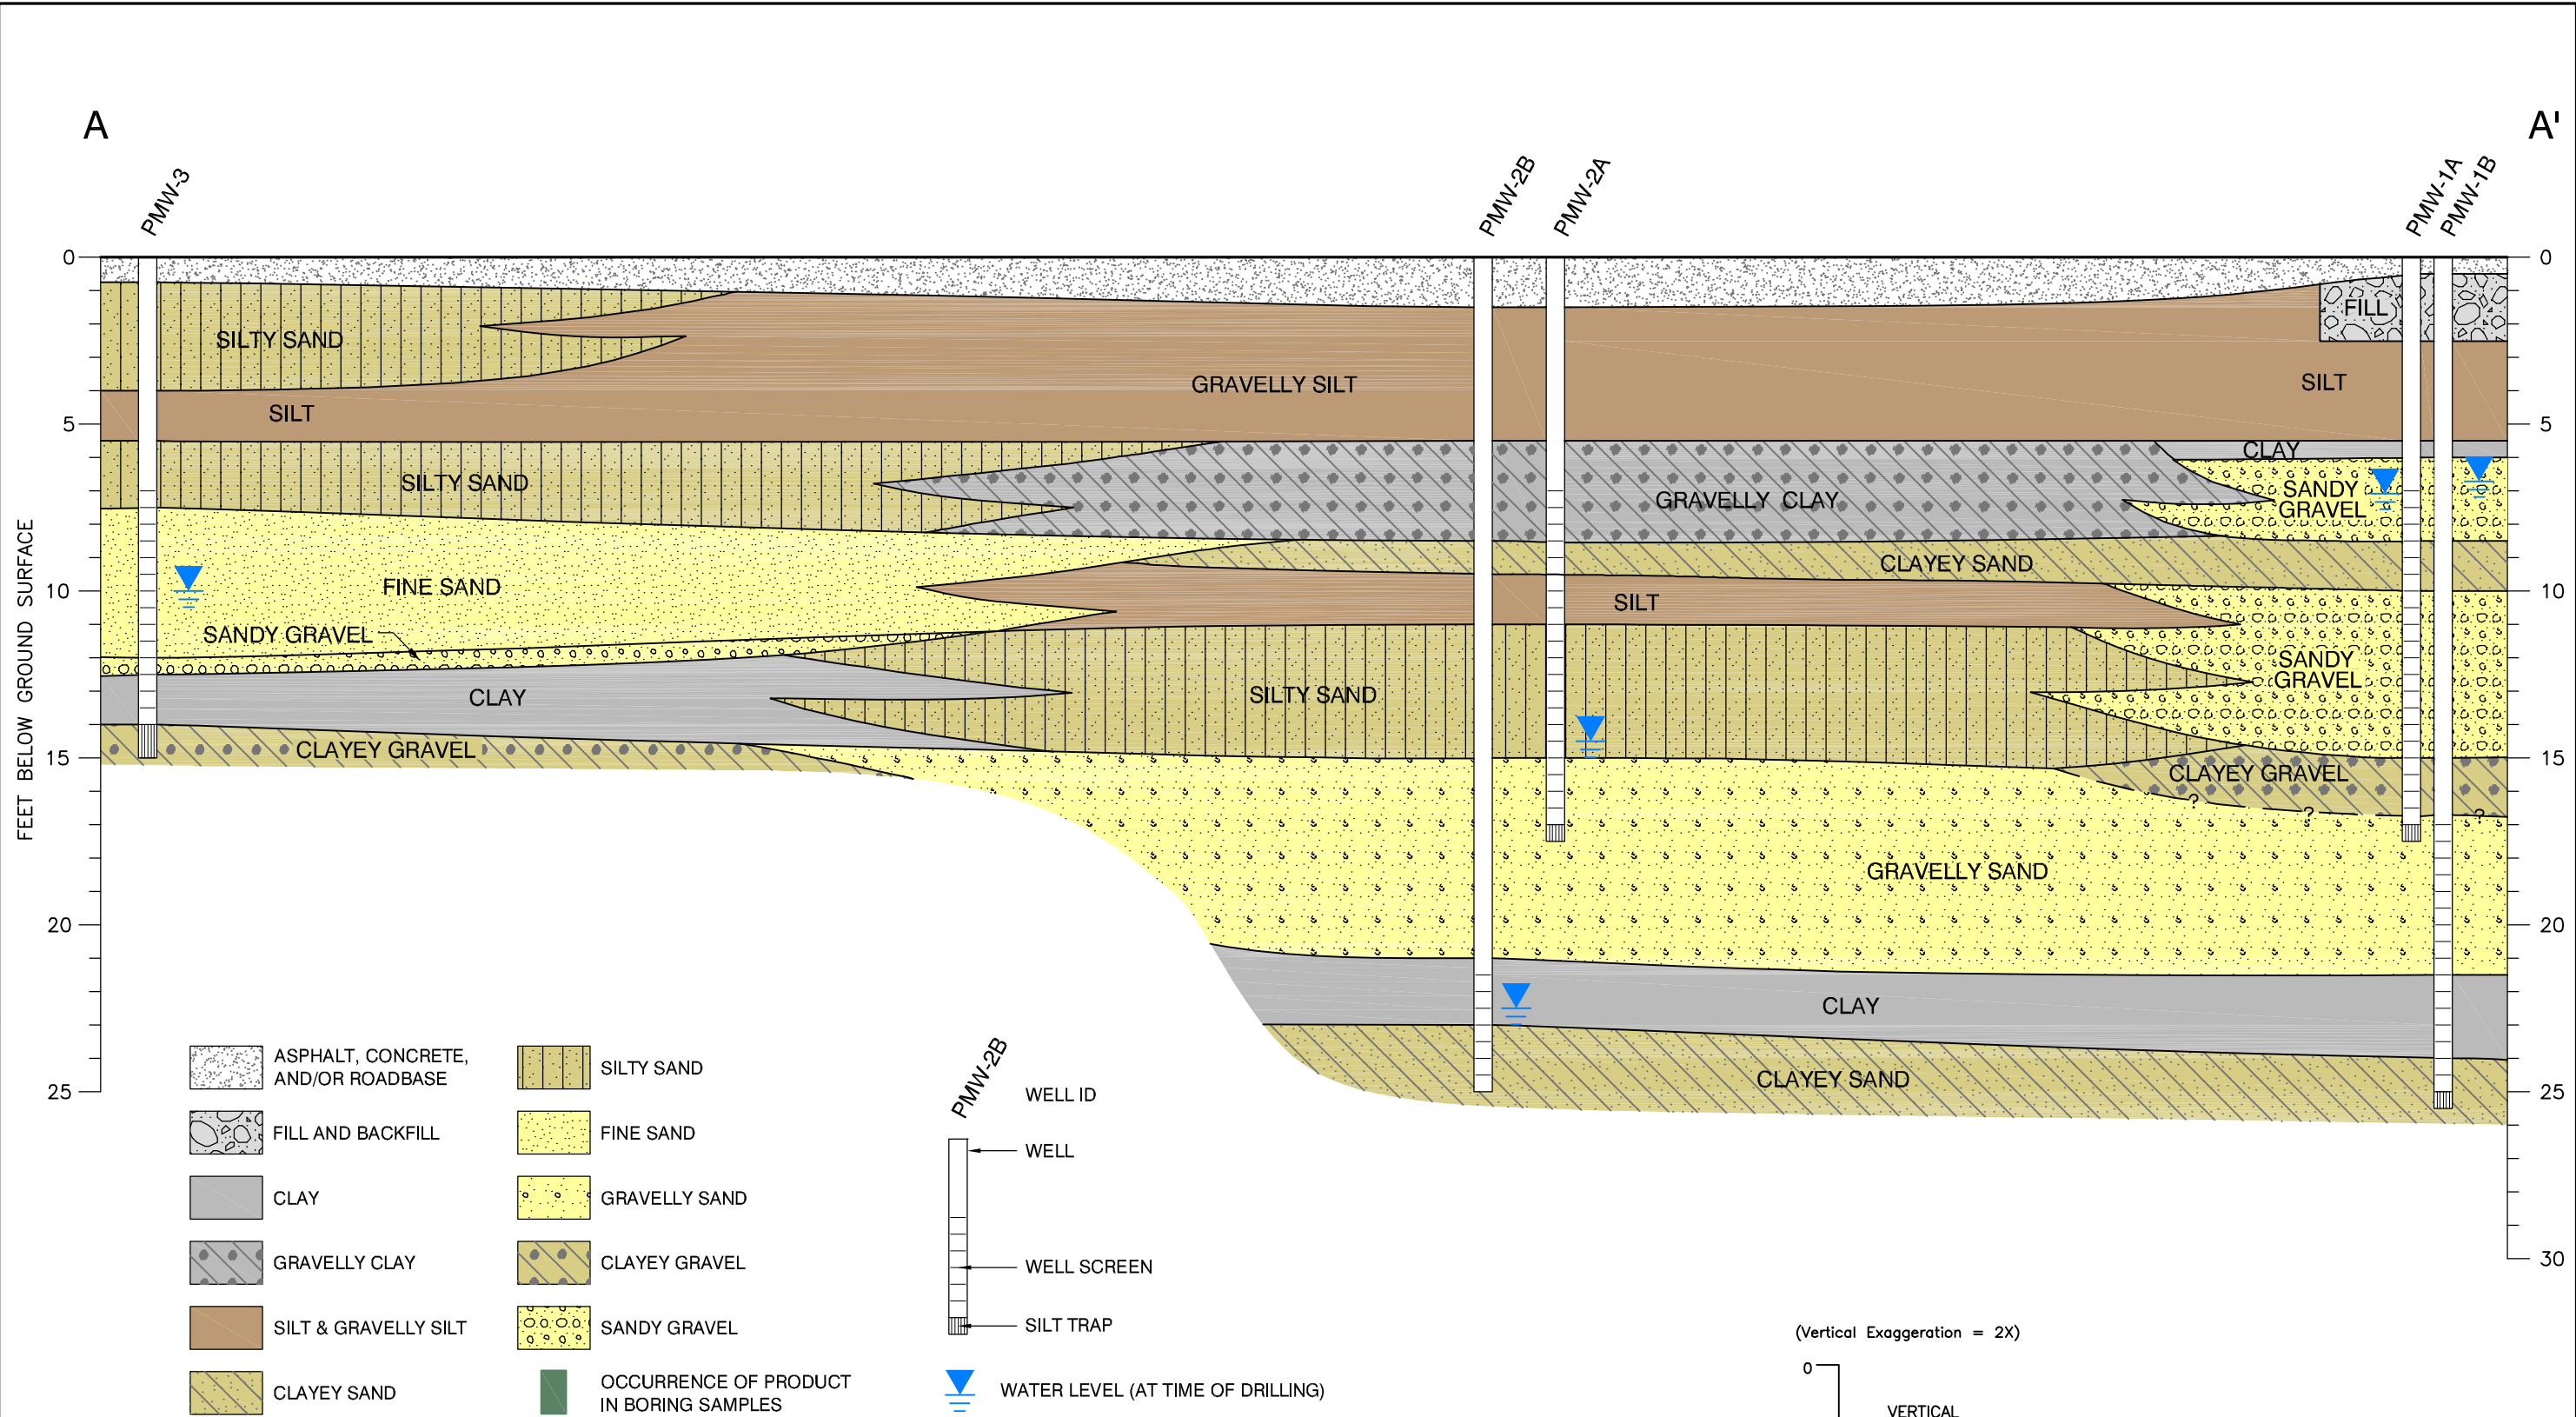 A
A'
PMW-3
PMW-2B
PMW-2A
PMW-1A
PMW-1B
0
0
FILL
SILTY SAND
GRAVELLY SILT
SILT
SILT
5
5
CLAY
SILTY SAND
GRAVELLY CLAY
SANDY
GRAVEL
CLAYEY SAND
FINE SAND
10
10
SILT
SANDY GRAVEL
SANDY
GRAVEL
CLAY
SILTY SAND
CLAYEY GRAVEL
15
15
CLAYEY GRAVEL
?
?
?
GRAVELLY SAND
20
20
CLAY
CLAYEY SAND
25
25
30
FEET BELOW GROUND SURFACE
ASPHALT, CONCRETE,
AND/OR ROADBASE
FILL AND BACKFILL
CLAY
GRAVELLY CLAY
SILT & GRAVELLY SILT
CLAYEY SAND
SILTY SAND
FINE SAND
GRAVELLY SAND
CLAYEY GRAVEL
SANDY GRAVEL
OCCURRENCE OF PRODUCT
IN BORING SAMPLES
PMW-2B
WELL ID
WELL
WELL SCREEN
SILT TRAP
WATER LEVEL (AT TIME OF DRILLING)
(Vertical Exaggeration = 2X)
0
VERTICAL